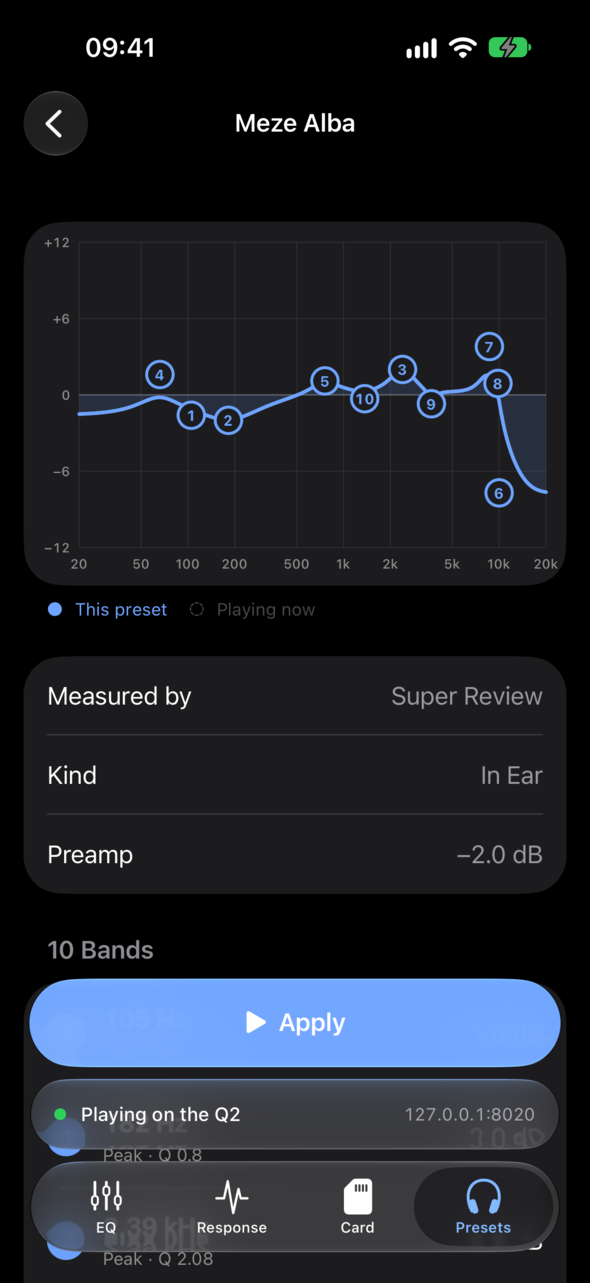 09:41
Meze Alba
+12
+6
0
−6
−12
4
1
2
5
10
3
9
7
8
6
20
50
100
200
500
1k
2k
5k
10k
20k
This preset
Playing now
Measured by
Super Review
Kind
In Ear
Preamp
−2.0 dB
10 Bands
105 Hz
Apply
Playing on the Q2
127.0.0.1:8020
Peak · Q 0.8
EQ
Response
Card
Presets
Peak · Q 2.08